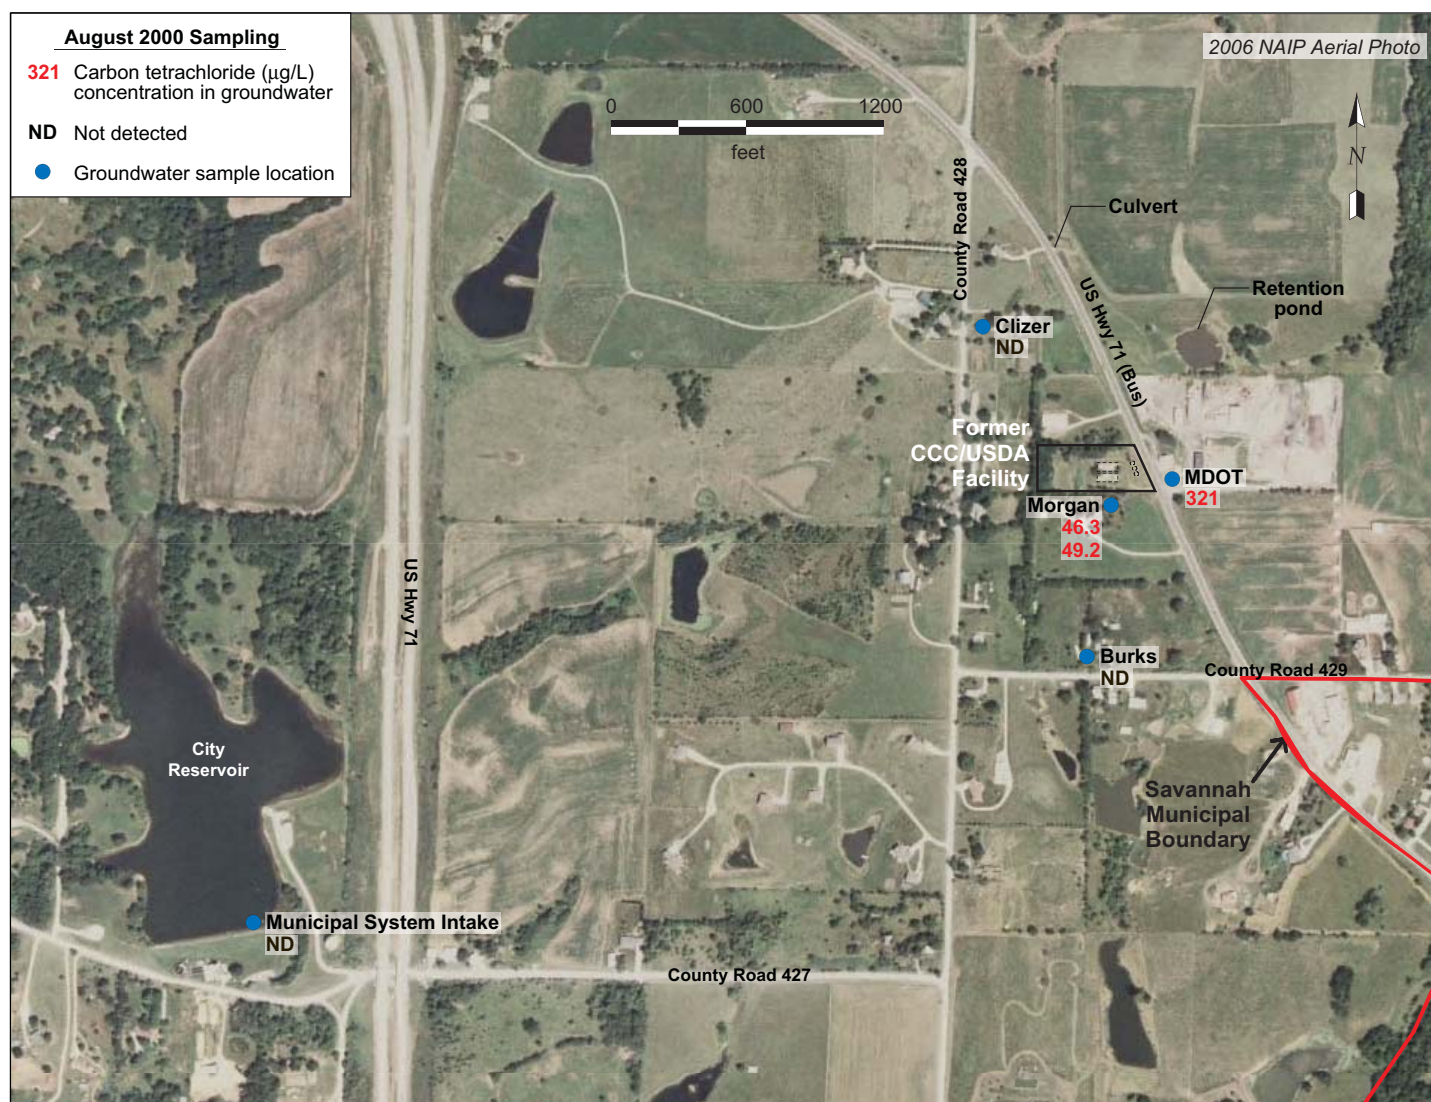 August 2000 Sampling
321 Carbon tetrachloride (μg/L)
concentration in groundwater
ND Not detected
Groundwater sample location
2006 NAIP Aerial Photo
0 600 1200
feet
N
County Road 428
Culvert
US Hwy 71 (Bus)
Retention
pond
Clizer
ND
Former
CCC/USDA
Facility
MDOT
321
Morgan
46.3
49.2
US Hwy 71
Burks
ND
County Road 429
City
Reservoir
Savannah
Municipal
Boundary
Municipal System Intake
ND
County Road 427